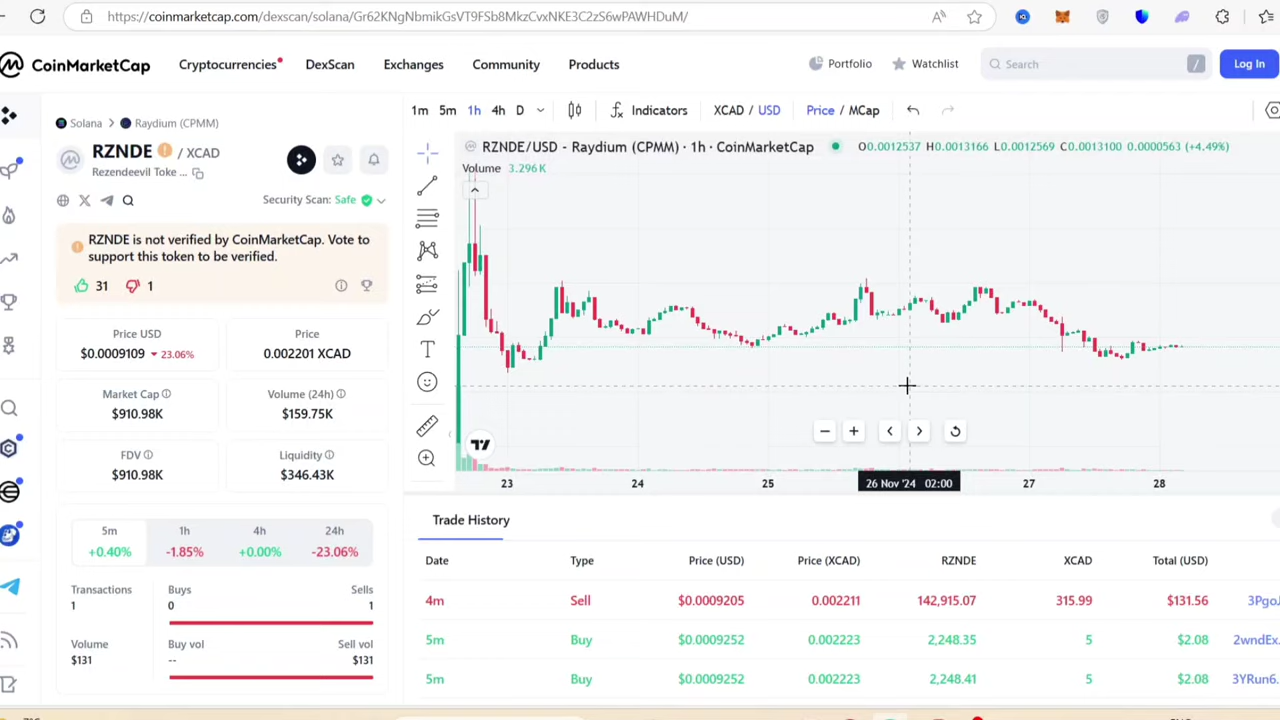 https://coinmarketcap.com/dexscan/solana/Gr62KNgNbmikGsVT9FSb8MkzCvxNKE3C2zS6wPAWHDuM/
CoinMarketCap Cryptocurrencies DexScan Exchanges Community Products Portfolio Watchlist Search / Log In
Solana > Raydium (CPMM)
RZNDE / XCAD
Rezendeevil Toke ...
Security Scan: Safe
RZNDE is not verified by CoinMarketCap. Vote to
support this token to be verified.
31 1
Price USD Price
$0.0009109 23.06% 0.002201 XCAD
Market Cap Volume (24h)
$910.98K $159.75K
FDV Liquidity
$910.98K $346.43K
5m 1h 4h 24h
+0.40% -1.85% +0.00% -23.06%
Transactions Buys Sells
1 0 1
Volume Buy vol Sell vol
$131 -- $131
1m 5m 1h 4h D Indicators XCAD / USD Price / MCap
RZNDE/USD - Raydium (CPMM) · 1h · CoinMarketCap O0.0012537 H0.0013166 L0.0012569 C0.0013100 0.0000563 (+4.49%)
Volume 3.296K
23 24 25 26 Nov '24 02:00 27 28
Trade History
Date Type Price (USD) Price (XCAD) RZNDE XCAD Total (USD)
4m Sell $0.0009205 0.002211 142,915.07 315.99 $131.56 3PgoJ
5m Buy $0.0009252 0.002223 2,248.35 5 $2.08 2wndEx.
5m Buy $0.0009252 0.002223 2,248.41 5 $2.08 3YRun6.